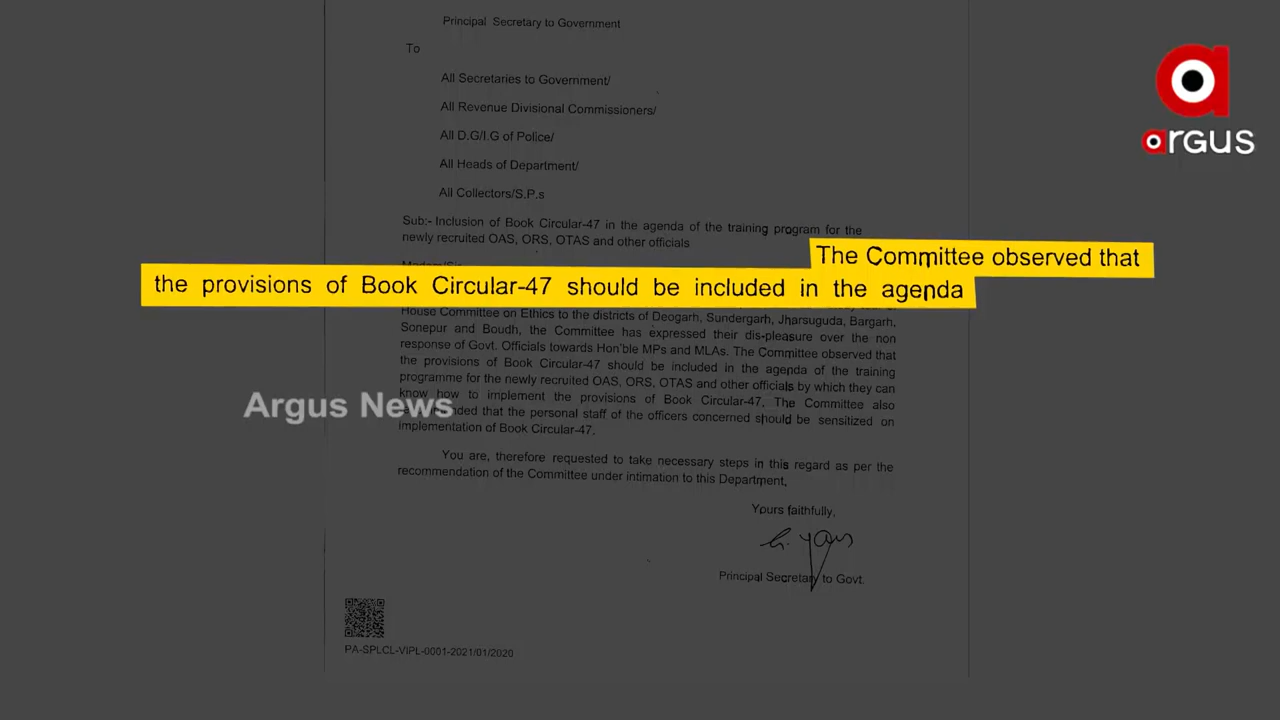 Principal Secretary to Government
To
All Secretaries to Government/
All Revenue Divisional Commissioners/
All D.G/I.G of Police/
All Heads of Department/
All Collectors/S.P.s
Sub:- Inclusion of Book Circular-47 in the agenda of the training program for the
newly recruited OAS, ORS, OTAS and other officials
The Committee observed that
the provisions of Book Circular-47 should be included in the agenda
House Committee on Ethics to the districts of Deogarh, Sundergarh, Jharsuguda, Bargarh,
Sonepur and Boudh, the Committee has expressed their dis-pleasure over the non
response of Govt. Officials towards Hon'ble MPs and MLAs. The Committee observed that
the provisions of Book Circular-47 should be included in the agenda of the training
programme for the newly recruited OAS, ORS, OTAS and other officials by which they can
know how to implement the provisions of Book Circular-47. The Committee also
that the personal staff of the officers concerned should be sensitized on
implementation of Book Circular-47.
You are, therefore requested to take necessary steps in this regard as per the
recommendation of the Committee under intimation to this Department.
Yours faithfully,
Principal Secretary to Govt.
PA-SPLCL-VIPL-0001-2021/01/2020
Argus News
argus